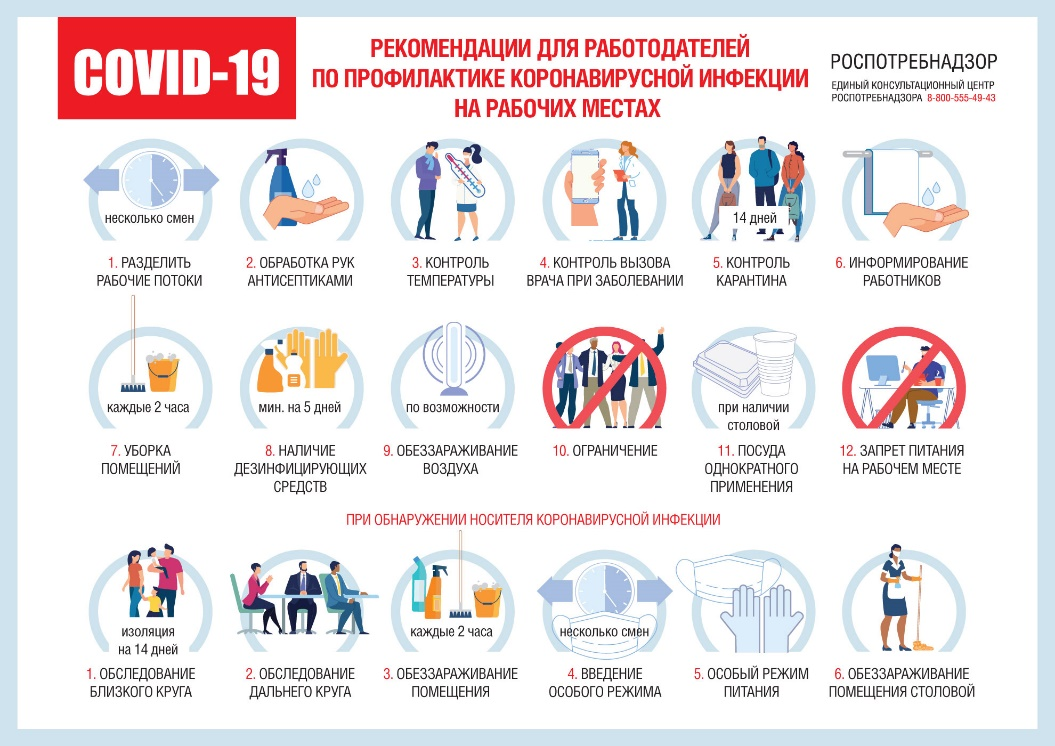 COVID-19
РЕКОМЕНДАЦИИ ДЛЯ РАБОТОДАТЕЛЕЙ
ПО ПРОФИЛАКТИКЕ КОРОНАВИРУСНОЙ ИНФЕКЦИИ
НА РАБОЧИХ МЕСТАХ
РОСПОТРЕБНАДЗОР
ЕДИНЫЙ КОНСУЛЬТАЦИОННЫЙ ЦЕНТР
РОСПОТРЕБНАДЗОРА 8-800-555-49-43
несколько смен
1. РАЗДЕЛИТЬ
РАБОЧИЕ ПОТОКИ
2. ОБРАБОТКА РУК
АНТИСЕПТИКАМИ
3. КОНТРОЛЬ
ТЕМПЕРАТУРЫ
4. КОНТРОЛЬ ВЫЗОВА
ВРАЧА ПРИ ЗАБОЛЕВАНИИ
14 дней
5. КОНТРОЛЬ
КАРАНТИНА
6. ИНФОРМИРОВАНИЕ
РАБОТНИКОВ
каждые 2 часа
7. УБОРКА
ПОМЕЩЕНИЙ
мин. на 5 дней
8. НАЛИЧИЕ
ДЕЗИНФИЦИРУЮЩИХ
СРЕДСТВ
по возможности
9. ОБЕЗЗАРАЖИВАНИЕ
ВОЗДУХА
10. ОГРАНИЧЕНИЕ
при наличии
столовой
11. ПОСУДА
ОДНОКРАТНОГО
ПРИМЕНЕНИЯ
12. ЗАПРЕТ ПИТАНИЯ
НА РАБОЧЕМ МЕСТЕ
ПРИ ОБНАРУЖЕНИИ НОСИТЕЛЯ КОРОНАВИРУСНОЙ ИНФЕКЦИИ
изоляция
на 14 дней
1. ОБСЛЕДОВАНИЕ
БЛИЗКОГО КРУГА
2. ОБСЛЕДОВАНИЕ
ДАЛЬНЕГО КРУГА
каждые 2 часа
3. ОБЕЗЗАРАЖИВАНИЕ
ПОМЕЩЕНИЯ
несколько смен
4. ВВЕДЕНИЕ
ОСОБОГО РЕЖИМА
5. ОСОБЫЙ РЕЖИМ
ПИТАНИЯ
6. ОБЕЗЗАРАЖИВАНИЕ
ПОМЕЩЕНИЯ СТОЛОВОЙ